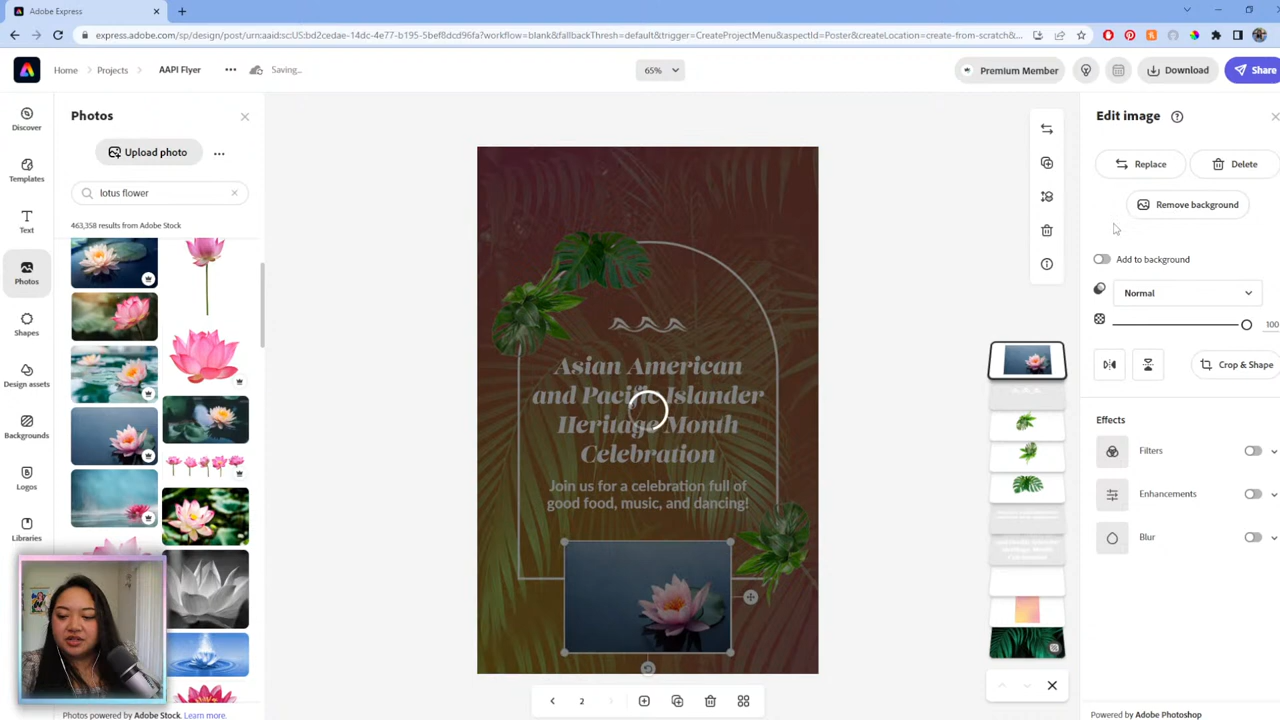 Adobe Express
express.adobe.com/sp/design/post/urn:aaid:sc:US:bd2cedae-14dc-4e77-b195-5bef8dcd96fa?workflow=blank&fallbackThresh=default&trigger=CreateProjectMenu&aspectId=Poster&createLocation=create-from-scratch&...
Home
Projects
AAPI Flyer
Saving...
65%
Premium Member
Download
Share
Discover
Templates
Text
Photos
Shapes
Design assets
Backgrounds
Logos
Libraries
Photos
Upload photo
lotus flower
463,358 results from Adobe Stock
Photos powered by Adobe Stock. Learn more.
Asian American
and Pacific Islander
Heritage Month
Celebration
Join us for a celebration full of
good food, music, and dancing!
2
Edit image
Replace
Delete
Remove background
Add to background
Normal
100
Crop & Shape
Effects
Filters
Enhancements
Blur
Powered by Adobe Photoshop